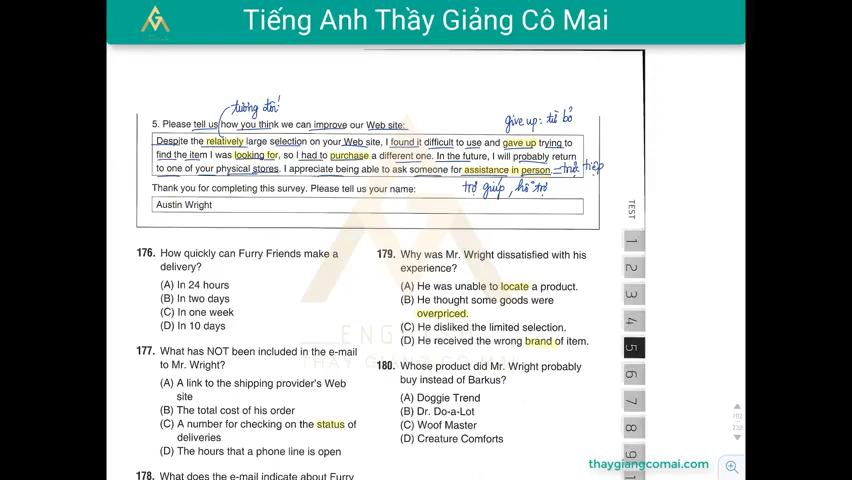 Tiếng Anh Thầy Giảng Cô Mai
tương đối
5. Please tell us how you think we can improve our Web site:
give up: từ bỏ
Despite the relatively large selection on your Web site, I found it difficult to use and gave up trying to
find the item I was looking for, so I had to purchase a different one. In the future, I will probably return
to one of your physical stores. I appreciate being able to ask someone for assistance in person.
= trực tiếp
trợ giúp, hỗ trợ
Thank you for completing this survey. Please tell us your name:
Austin Wright
TEST
1
2
3
4
5
6
7
8
9
176. How quickly can Furry Friends make a
delivery?
(A) In 24 hours
(B) In two days
(C) In one week
(D) In 10 days
177. What has NOT been included in the e-mail
to Mr. Wright?
(A) A link to the shipping provider's Web
site
(B) The total cost of his order
(C) A number for checking on the status of
deliveries
(D) The hours that a phone line is open
178. What does the e-mail indicate about Furry
179. Why was Mr. Wright dissatisfied with his
experience?
(A) He was unable to locate a product.
(B) He thought some goods were
overpriced.
(C) He disliked the limited selection.
(D) He received the wrong brand of item.
180. Whose product did Mr. Wright probably
buy instead of Barkus?
(A) Doggie Trend
(B) Dr. Do-a-Lot
(C) Woof Master
(D) Creature Comforts
thaygiangcomai.com